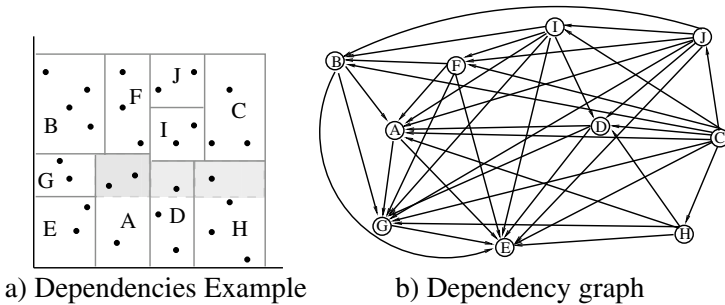 J
F
C
B
I
G
A
D
E
H
a) Dependencies Example
I
J
B
F
D
A
C
G
H
E
b) Dependency graph